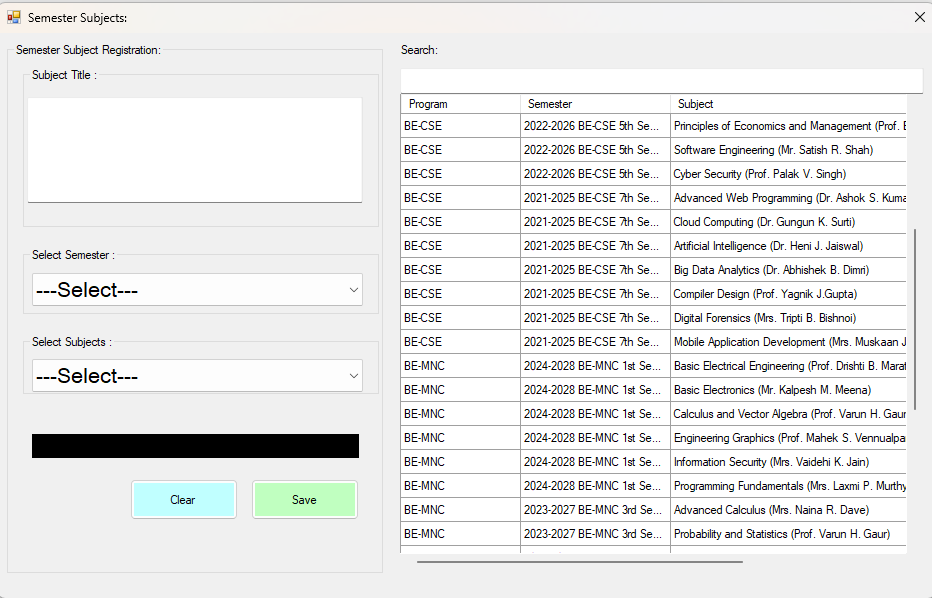 Semester Subjects:
Semester Subject Registration:
Subject Title :
Select Semester :
---Select---
Select Subjects :
---Select---
Clear Save
Search:
Program Semester Subject
BE-CSE 2022-2026 BE-CSE 5th Se... Principles of Economics and Management (Prof.
BE-CSE 2022-2026 BE-CSE 5th Se... Software Engineering (Mr. Satish R. Shah)
BE-CSE 2022-2026 BE-CSE 5th Se... Cyber Security (Prof. Palak V. Singh)
BE-CSE 2021-2025 BE-CSE 7th Se... Advanced Web Programming (Dr. Ashok S. Kuma
BE-CSE 2021-2025 BE-CSE 7th Se... Cloud Computing (Dr. Gungun K. Surti)
BE-CSE 2021-2025 BE-CSE 7th Se... Artificial Intelligence (Dr. Heni J. Jaiswal)
BE-CSE 2021-2025 BE-CSE 7th Se... Big Data Analytics (Dr. Abhishek B. Dimri)
BE-CSE 2021-2025 BE-CSE 7th Se... Compiler Design (Prof. Yagnik J.Gupta)
BE-CSE 2021-2025 BE-CSE 7th Se... Digital Forensics (Mrs. Tripti B. Bishnoi)
BE-CSE 2021-2025 BE-CSE 7th Se... Mobile Application Development (Mrs. Muskaan J
BE-MNC 2024-2028 BE-MNC 1st Se... Basic Electrical Engineering (Prof. Drishti B. Marat
BE-MNC 2024-2028 BE-MNC 1st Se... Basic Electronics (Mr. Kalpesh M. Meena)
BE-MNC 2024-2028 BE-MNC 1st Se... Calculus and Vector Algebra (Prof. Varun H. Gaur
BE-MNC 2024-2028 BE-MNC 1st Se... Engineering Graphics (Prof. Mahek S. Vennualpa
BE-MNC 2024-2028 BE-MNC 1st Se... Information Security (Mrs. Vaidehi K. Jain)
BE-MNC 2024-2028 BE-MNC 1st Se... Programming Fundamentals (Mrs. Laxmi P. Murthy
BE-MNC 2023-2027 BE-MNC 3rd Se... Advanced Calculus (Mrs. Naina R. Dave)
BE-MNC 2023-2027 BE-MNC 3rd Se... Probability and Statistics (Prof. Varun H. Gaur)